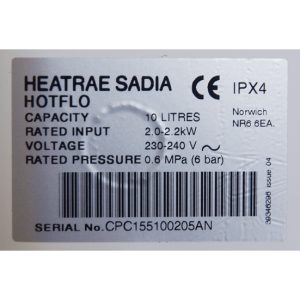 HEATRAE SADIA CE IPX4
HOTFLO
CAPACITY 10 LITRES
RATED INPUT 2.0-2.2kW
VOLTAGE 230-240 V ~
RATED PRESSURE 0.6 MPa (6 bar)
Norwich
NR6 6EA.
SERIAL No.CPC155100205AN
issue 04